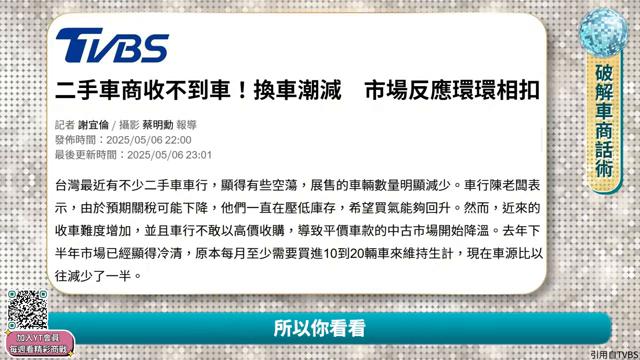 TVBS
二手車商收不到車！換車潮減　市場反應環環相扣
記者 謝宜倫 / 攝影 蔡明勳 報導
發佈時間：2025/05/06 22:00
最後更新時間：2025/05/06 23:01
台灣最近有不少二手車車行，顯得有些空蕩，展售的車輛數量明顯減少。車行陳老闆表
示，由於預期關稅可能下降，他們一直在壓低庫存，希望買氣能夠回升。然而，近來的
收車難度增加，並且車行不敢以高價收購，導致平價車款的中古市場開始降溫。去年下
半年市場已經顯得冷清，原本每月至少需要買進10到20輛車來維持生計，現在車源比以
往減少了一半。
破解車商話術
所以你看看
加入YT會員
每週看精彩商戰
引用自TVBS